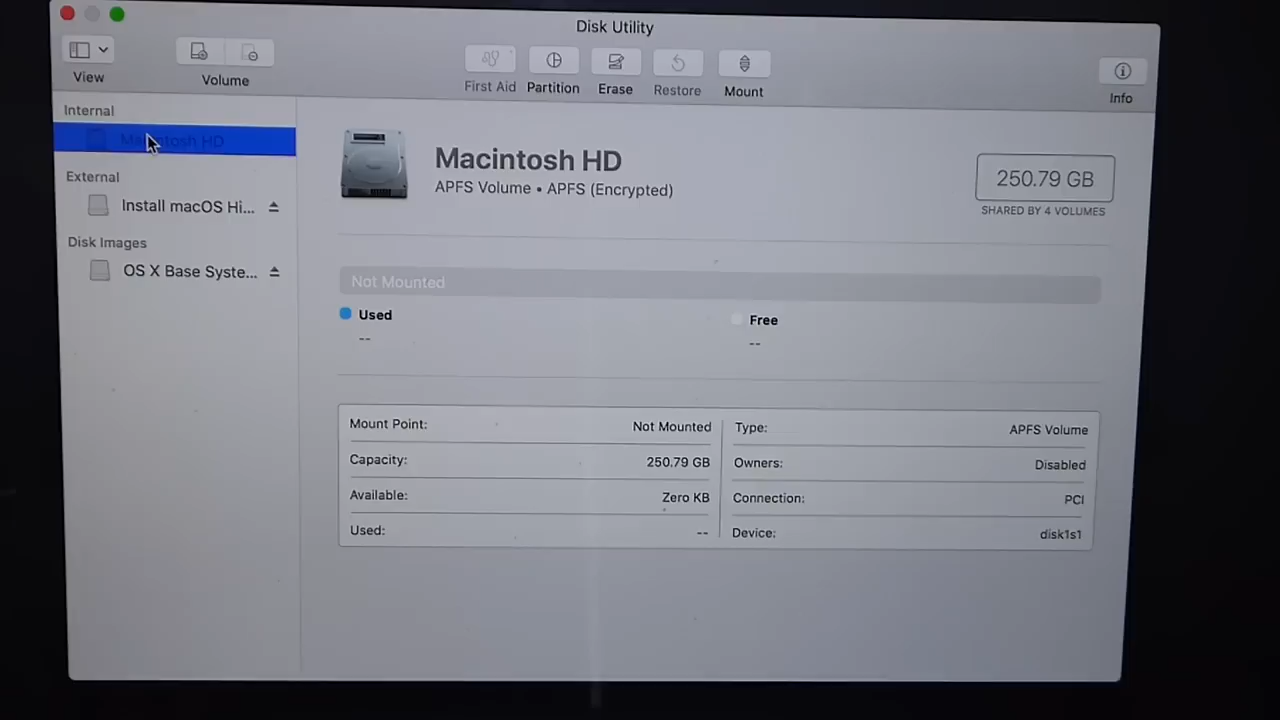 Disk Utility
View
Volume
First Aid
Partition
Erase
Restore
Mount
Info
Internal
Macintosh HD
External
Install macOS Hi...
Disk Images
OS X Base Syste...
Macintosh HD
APFS Volume • APFS (Encrypted)
250.79 GB
SHARED BY 4 VOLUMES
Not Mounted
Used
--
Free
--
Mount Point: Not Mounted
Capacity: 250.79 GB
Available: Zero KB
Used: --
Type: APFS Volume
Owners: Disabled
Connection: PCI
Device: disk1s1